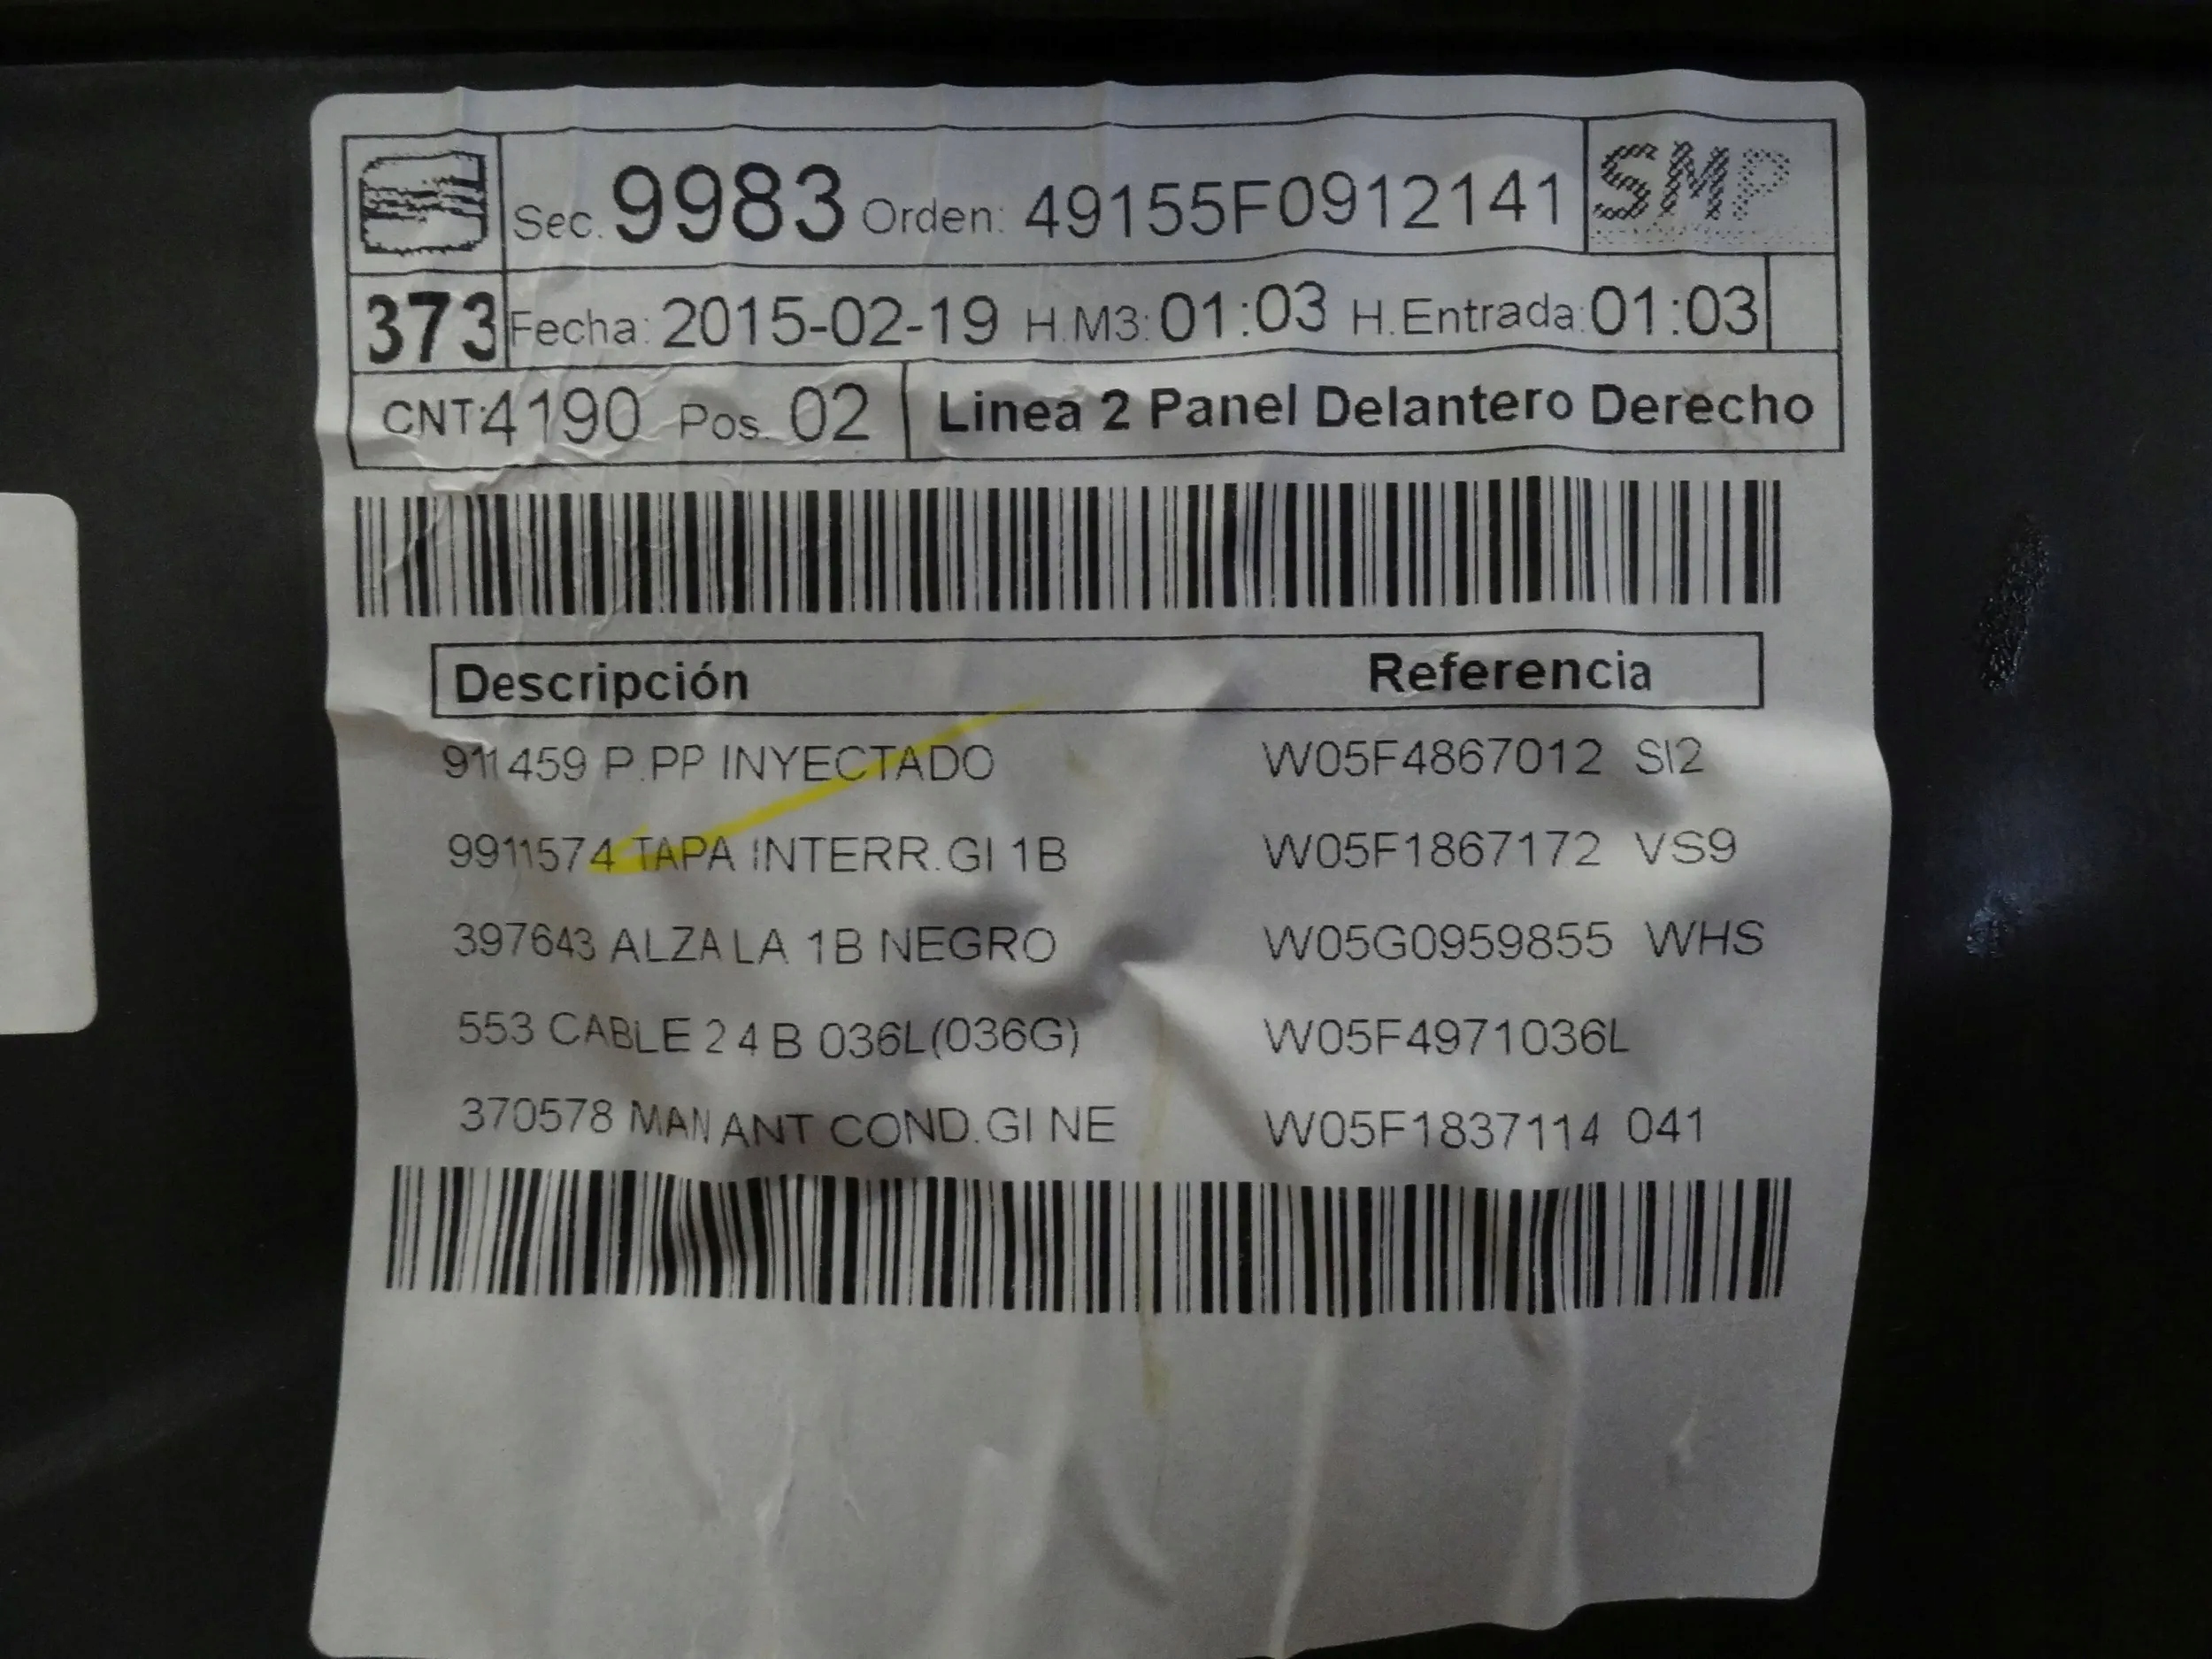 Sec. 9983 Orden: 49155F0912141 SMP
373 Fecha: 2015-02-19 H.M3: 01:03 H.Entrada: 01:03
CNT:4190 Pos. 02 Linea 2 Panel Delantero Derecho
Descripción Referencia
911459 P.PP INYECTADO W05F4867012 SI2
9911574 TAPA INTERR.GI 1B W05F1867172 VS9
397643 ALZA LA 1B NEGRO W05G0959855 WHS
553 CABLE 2 4 B 036L(036G) W05F4971036L
370578 MAN ANT COND.GI NE W05F1837114 041